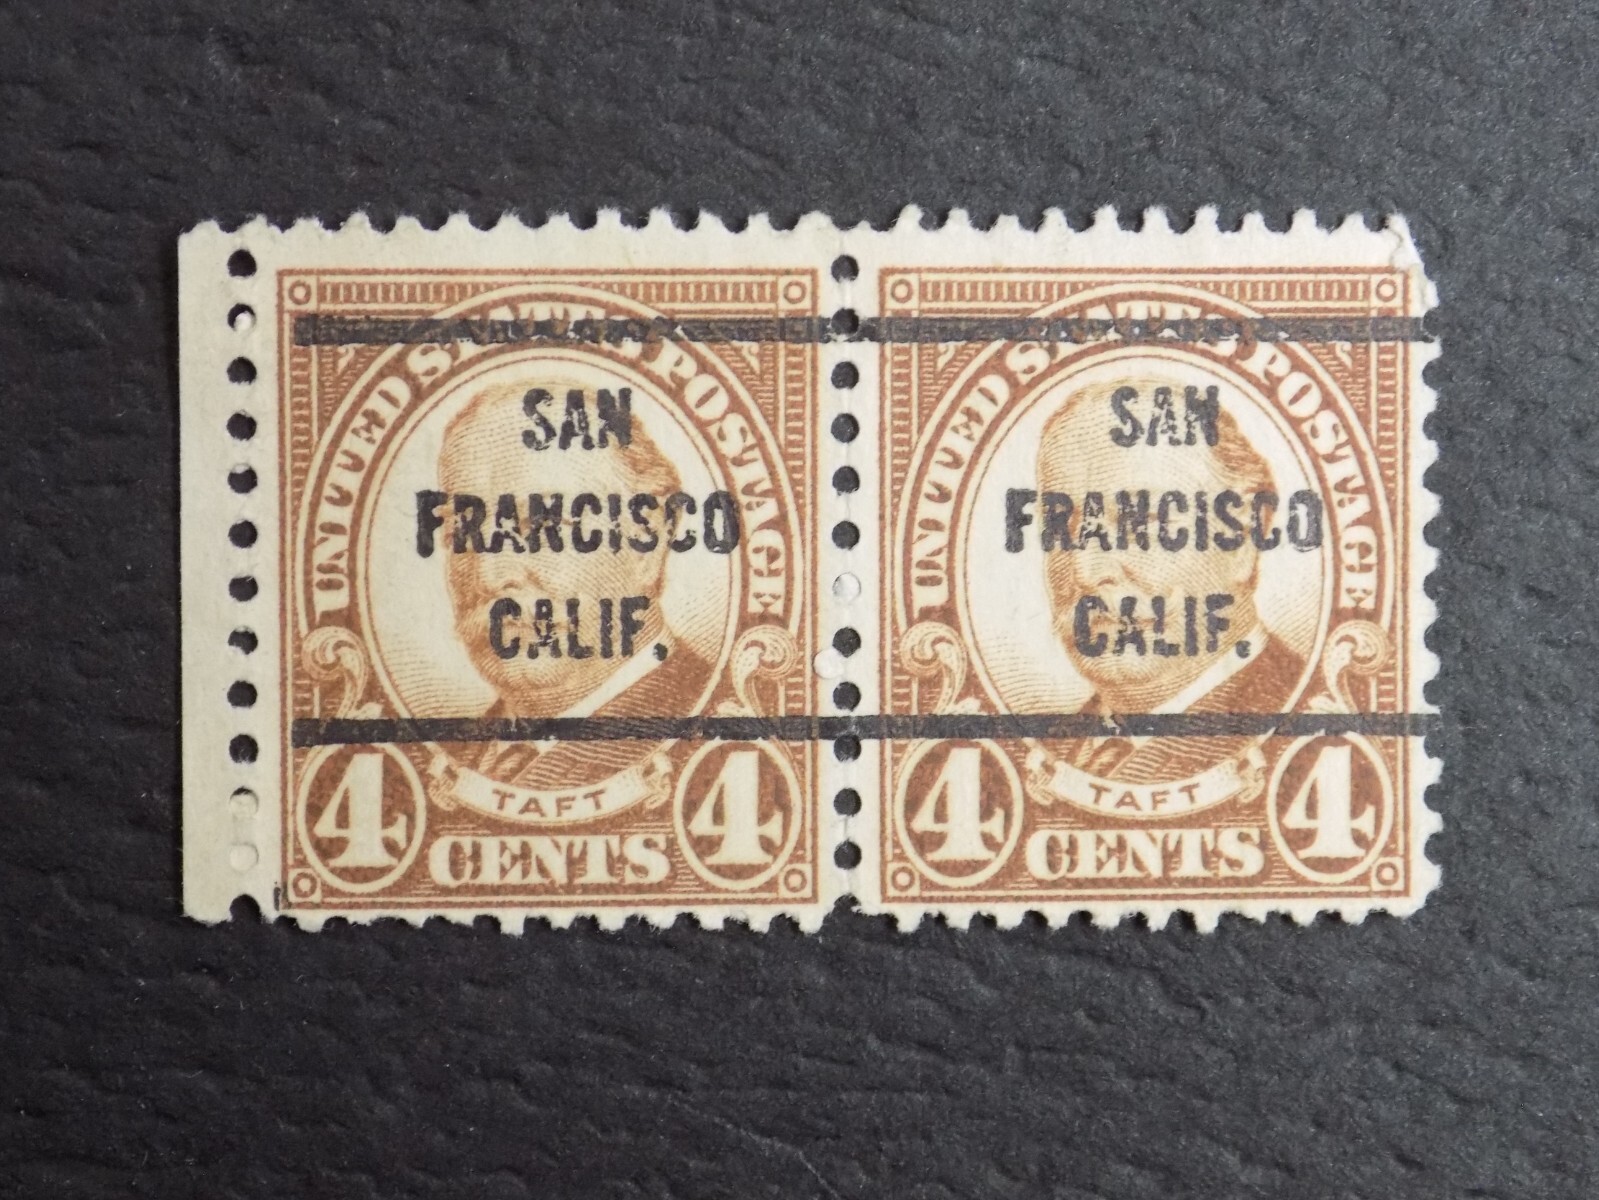 UNITED STATES POSTAGE
SAN
FRANCISCO
CALIF.
TAFT
4 CENTS 4
UNITED STATES POSTAGE
SAN
FRANCISCO
CALIF.
TAFT
4 CENTS 4